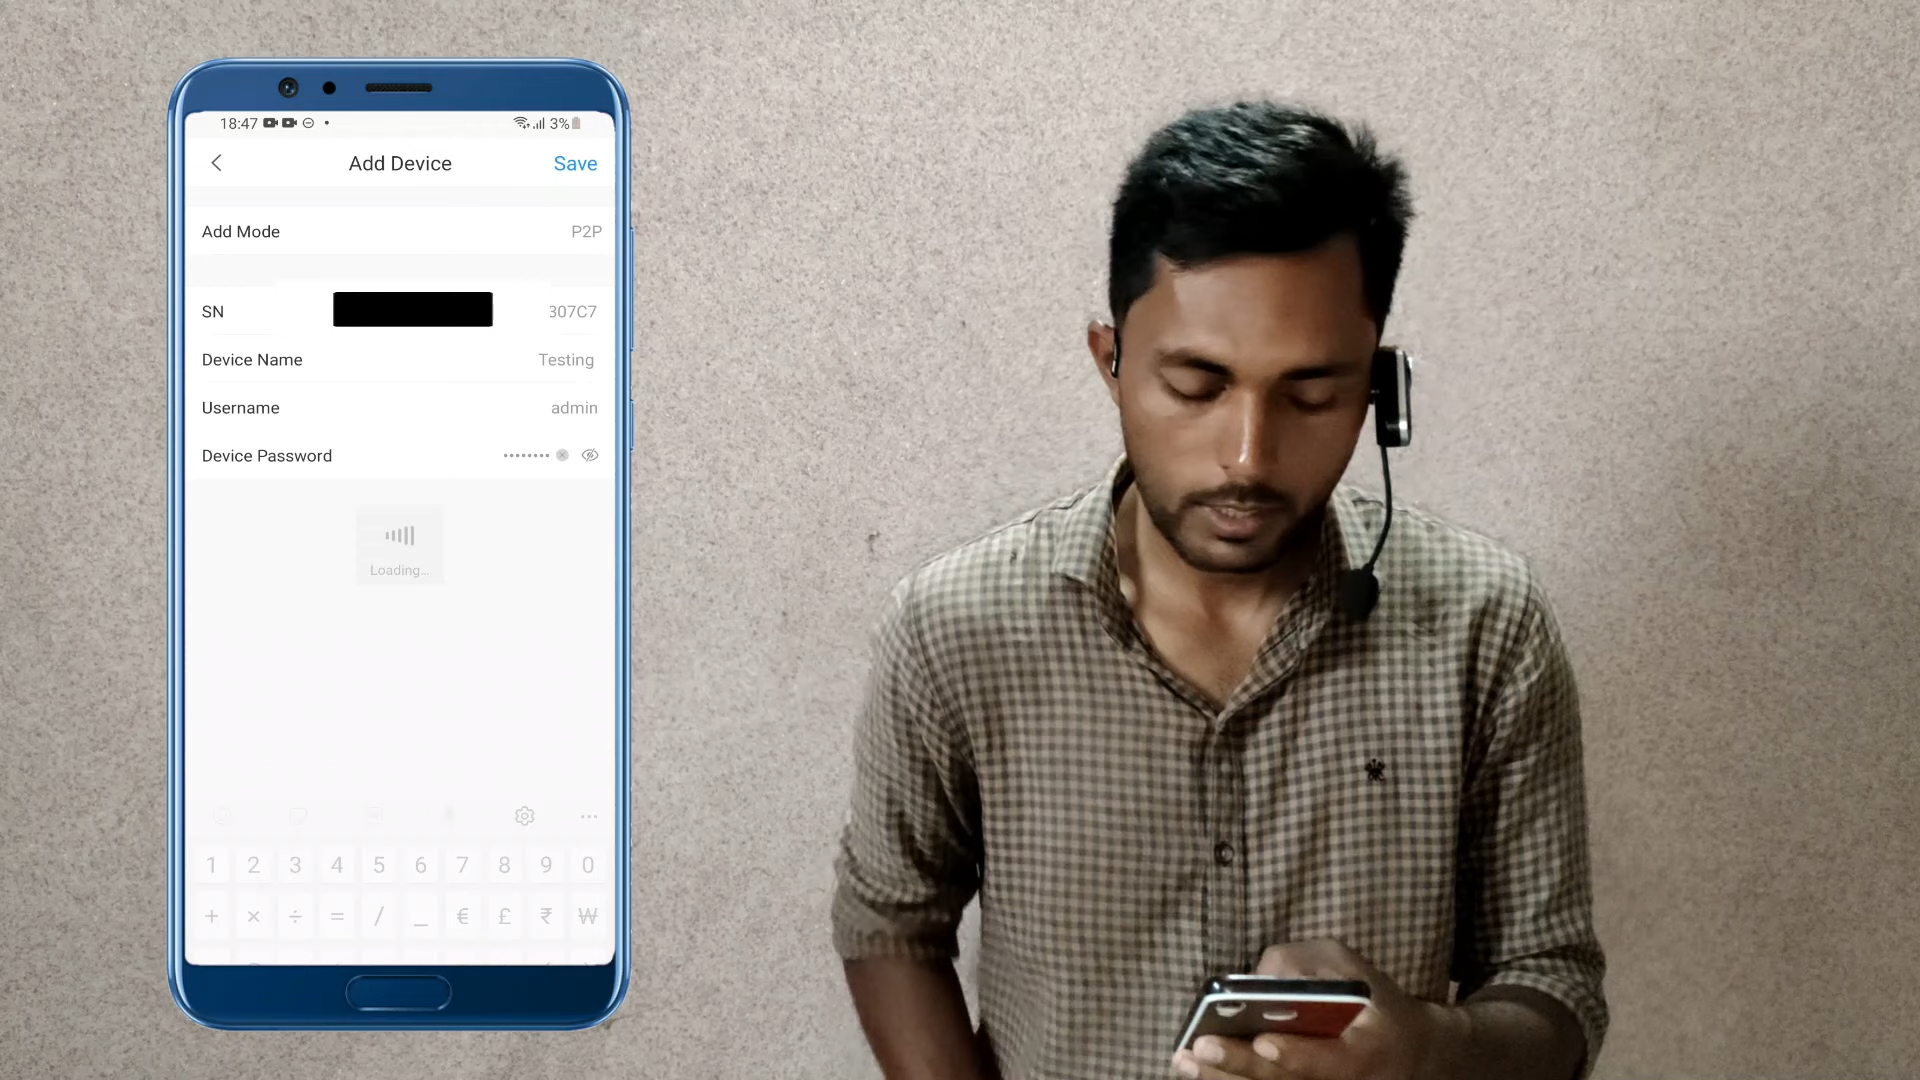 18:47 3%
Add Device Save
Add Mode P2P
SN 307C7
Device Name Testing
Username admin
Device Password ········
Loading...
1 2 3 4 5 6 7 8 9 0
+ × ÷ = / _ € £ ₹ ₩